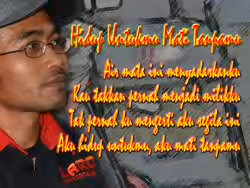 Hidup Untukmu Mati Tanpamu
Air mata ini menyadarkanku
Kau takkan pernah menjadi milikku
Tak pernah ku mengerti aku segila ini
Aku hidup untukmu, aku mati tanpamu